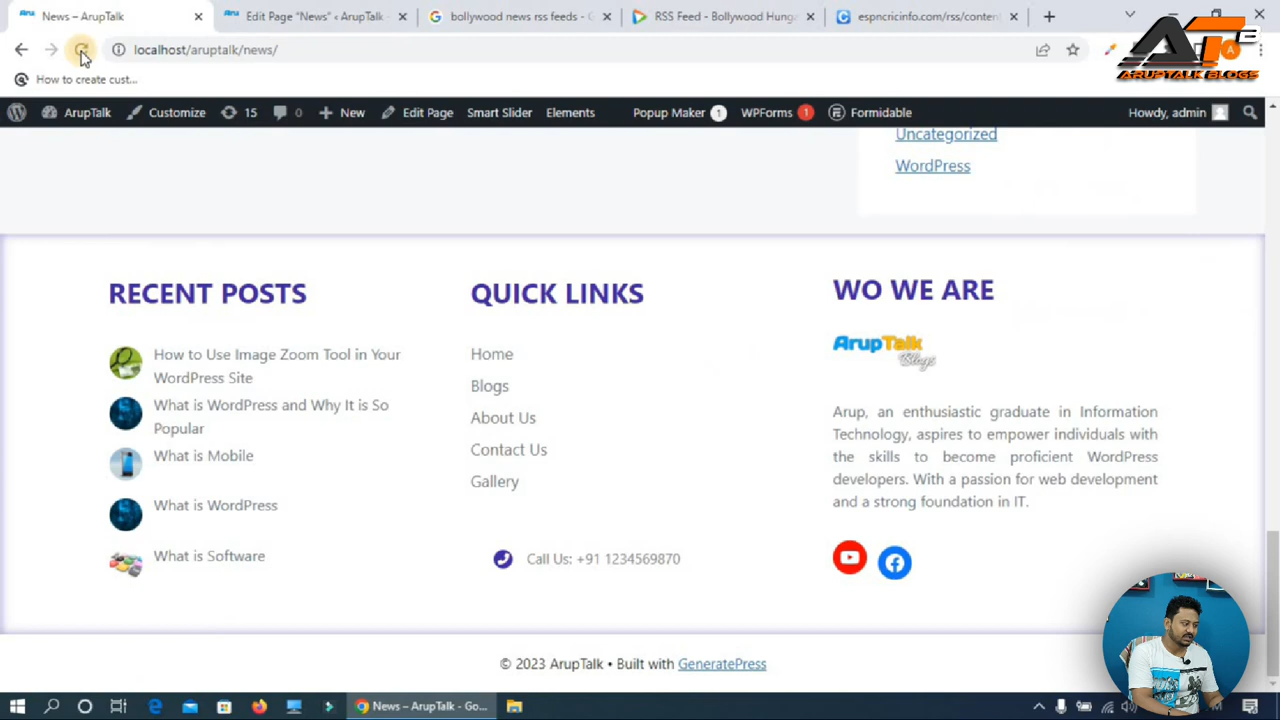 News – ArupTalk
Edit Page "News" ‹ ArupTalk -
bollywood news rss feeds - G
RSS Feed - Bollywood Hung
espncricinfo.com/rss/conten
localhost/aruptalk/news/
How to create cust...
ArupTalk
Customize
15
0
New
Edit Page
Smart Slider
Elements
Popup Maker 1
WPForms 1
Formidable
Howdy, admin
ATB
ARUPTALK BLOGS
A
Uncategorized
WordPress
RECENT POSTS
How to Use Image Zoom Tool in Your
WordPress Site
What is WordPress and Why It is So
Popular
What is Mobile
What is WordPress
What is Software
QUICK LINKS
Home
Blogs
About Us
Contact Us
Gallery
Call Us: +91 1234569870
WO WE ARE
ArupTalk
Blogs
Arup, an enthusiastic graduate in Information
Technology, aspires to empower individuals with
the skills to become proficient WordPress
developers. With a passion for web development
and a strong foundation in IT.
© 2023 ArupTalk • Built with GeneratePress
News – ArupTalk - Go...